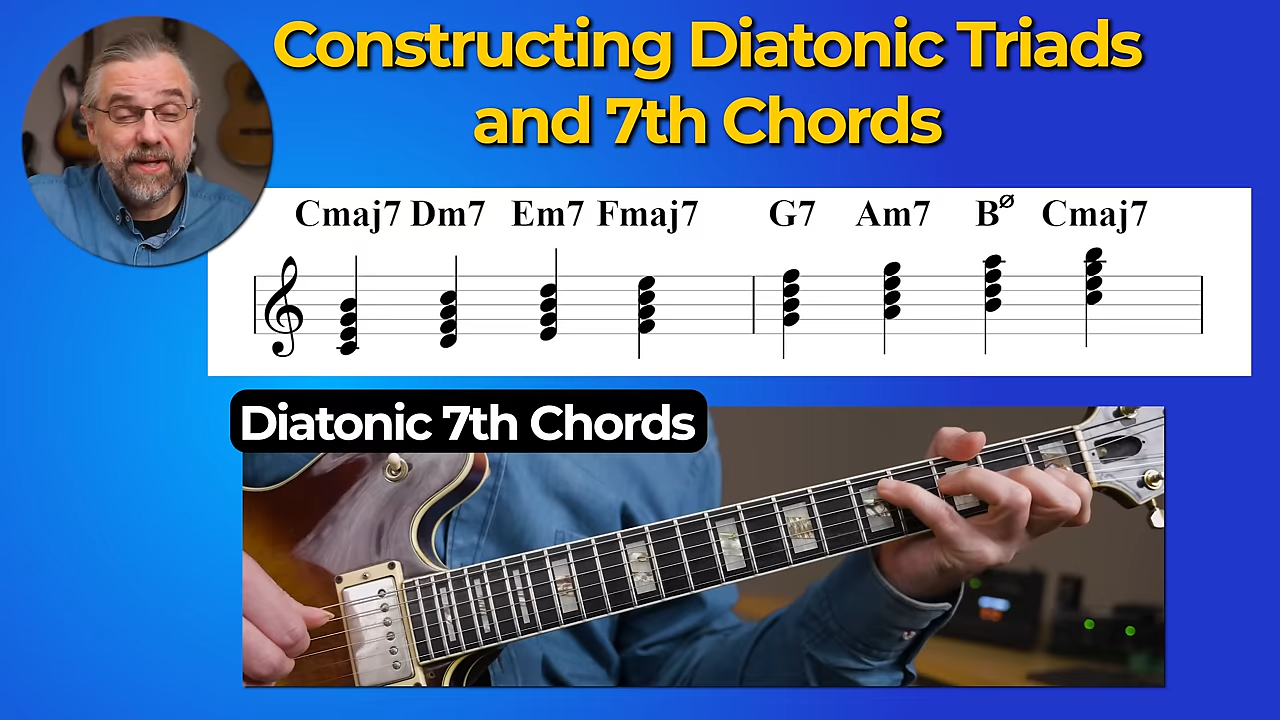 Constructing Diatonic Triads
and 7th Chords
Cmaj7 Dm7 Em7 Fmaj7 G7 Am7 BØ Cmaj7
Diatonic 7th Chords